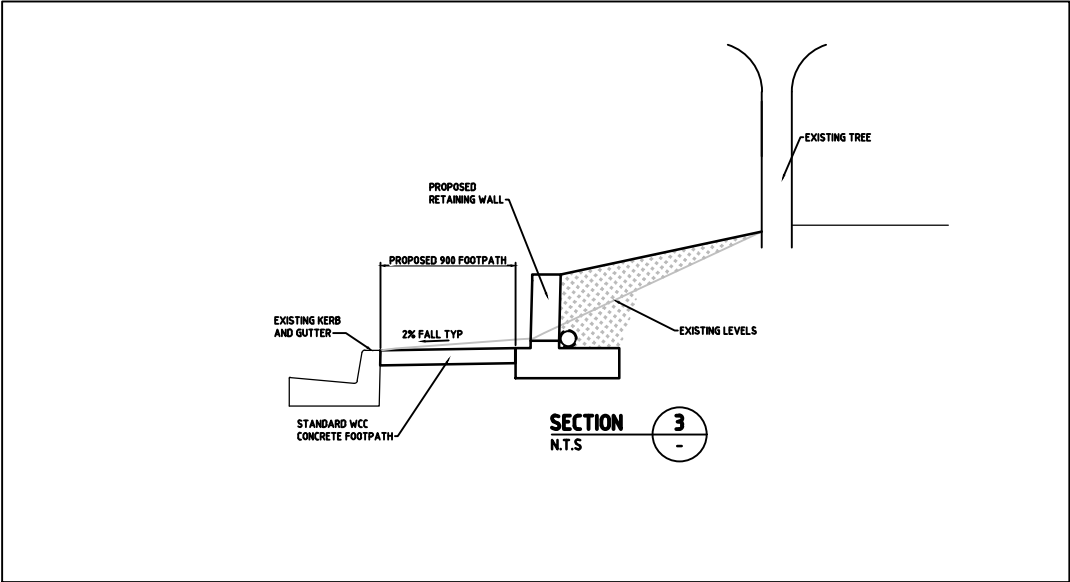 EXISTING TREE
PROPOSED
RETAINING WALL
PROPOSED 900 FOOTPATH
EXISTING KERB
AND GUTTER
2% FALL TYP
EXISTING LEVELS
STANDARD WCC
CONCRETE FOOTPATH
SECTION 3
N.T.S -